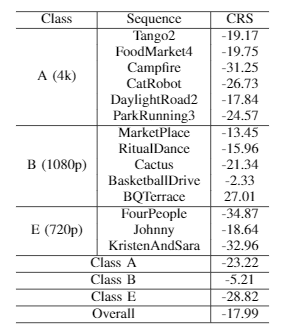 Class Sequence CRS
A (4k)
Tango2 -19.17
FoodMarket4 -19.75
Campfire -31.25
CatRobot -26.73
DaylightRoad2 -17.84
ParkRunning3 -24.57
B (1080p)
MarketPlace -13.45
RitualDance -15.96
Cactus -21.34
BasketballDrive -2.33
BQTerrace 27.01
E (720p)
FourPeople -34.87
Johnny -18.64
KristenAndSara -32.96
Class A -23.22
Class B -5.21
Class E -28.82
Overall -17.99